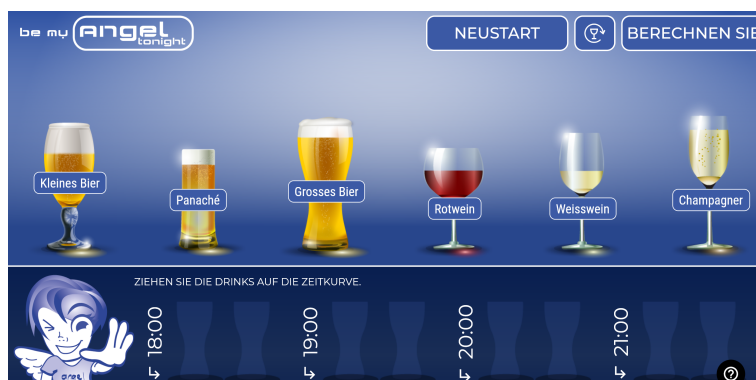 be my Angel
tonight
NEUSTART
BERECHNEN SIE
Kleines Bier
Panaché
Grosses Bier
Rotwein
Weisswein
Champagner
ZIEHEN SIE DIE DRINKS AUF DIE ZEITKURVE.
18:00
19:00
20:00
21:00
angel
?